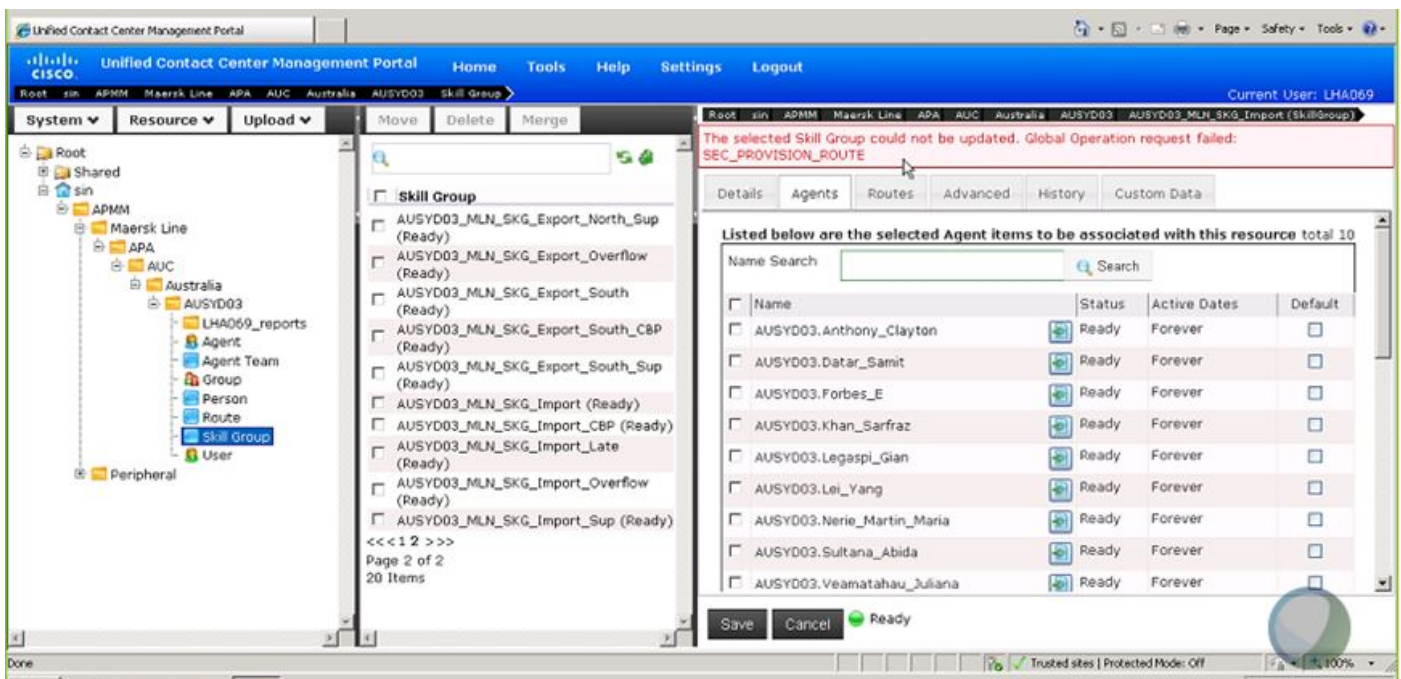 Unified Contact Center Management Portal
Page Safety Tools
CISCO Unified Contact Center Management Portal Home Tools Help Settings Logout
Root sin APMM Maersk Line APA AUC Australia AUSYD03 Skill Group
Current User: LHA069
System Resource Upload
Root
Shared
sin
APMM
Maersk Line
APA
AUC
Australia
AUSYD03
LHA069_reports
Agent
Agent Team
Group
Person
Route
Skill Group
User
Peripheral
Move Delete Merge
Skill Group
AUSYD03_MLN_SKG_Export_North_Sup
(Ready)
AUSYD03_MLN_SKG_Export_Overflow
(Ready)
AUSYD03_MLN_SKG_Export_South
(Ready)
AUSYD03_MLN_SKG_Export_South_CBP
(Ready)
AUSYD03_MLN_SKG_Export_South_Sup
(Ready)
AUSYD03_MLN_SKG_Import (Ready)
AUSYD03_MLN_SKG_Import_CBP (Ready)
AUSYD03_MLN_SKG_Import_Late
(Ready)
AUSYD03_MLN_SKG_Import_Overflow
(Ready)
AUSYD03_MLN_SKG_Import_Sup (Ready)
<<<1 2 >>>
Page 2 of 2
20 Items
Root sin APMM Maersk Line APA AUC Australia AUSYD03 AUSYD03_MLN_SKG_Import (SkillGroup)
The selected Skill Group could not be updated. Global Operation request failed:
SEC_PROVISION_ROUTE
Details Agents Routes Advanced History Custom Data
Listed below are the selected Agent items to be associated with this resource total 10
Name Search Search
Name Status Active Dates Default
AUSYD03.Anthony_Clayton Ready Forever
AUSYD03.Datar_Samit Ready Forever
AUSYD03.Forbes_E Ready Forever
AUSYD03.Khan_Sarfraz Ready Forever
AUSYD03.Legaspi_Gian Ready Forever
AUSYD03.Lei_Yang Ready Forever
AUSYD03.Nerie_Martin_Maria Ready Forever
AUSYD03.Sultana_Abida Ready Forever
AUSYD03.Veamatahau_Juliana Ready Forever
Save Cancel Ready
Done
Trusted sites | Protected Mode: Off
100%